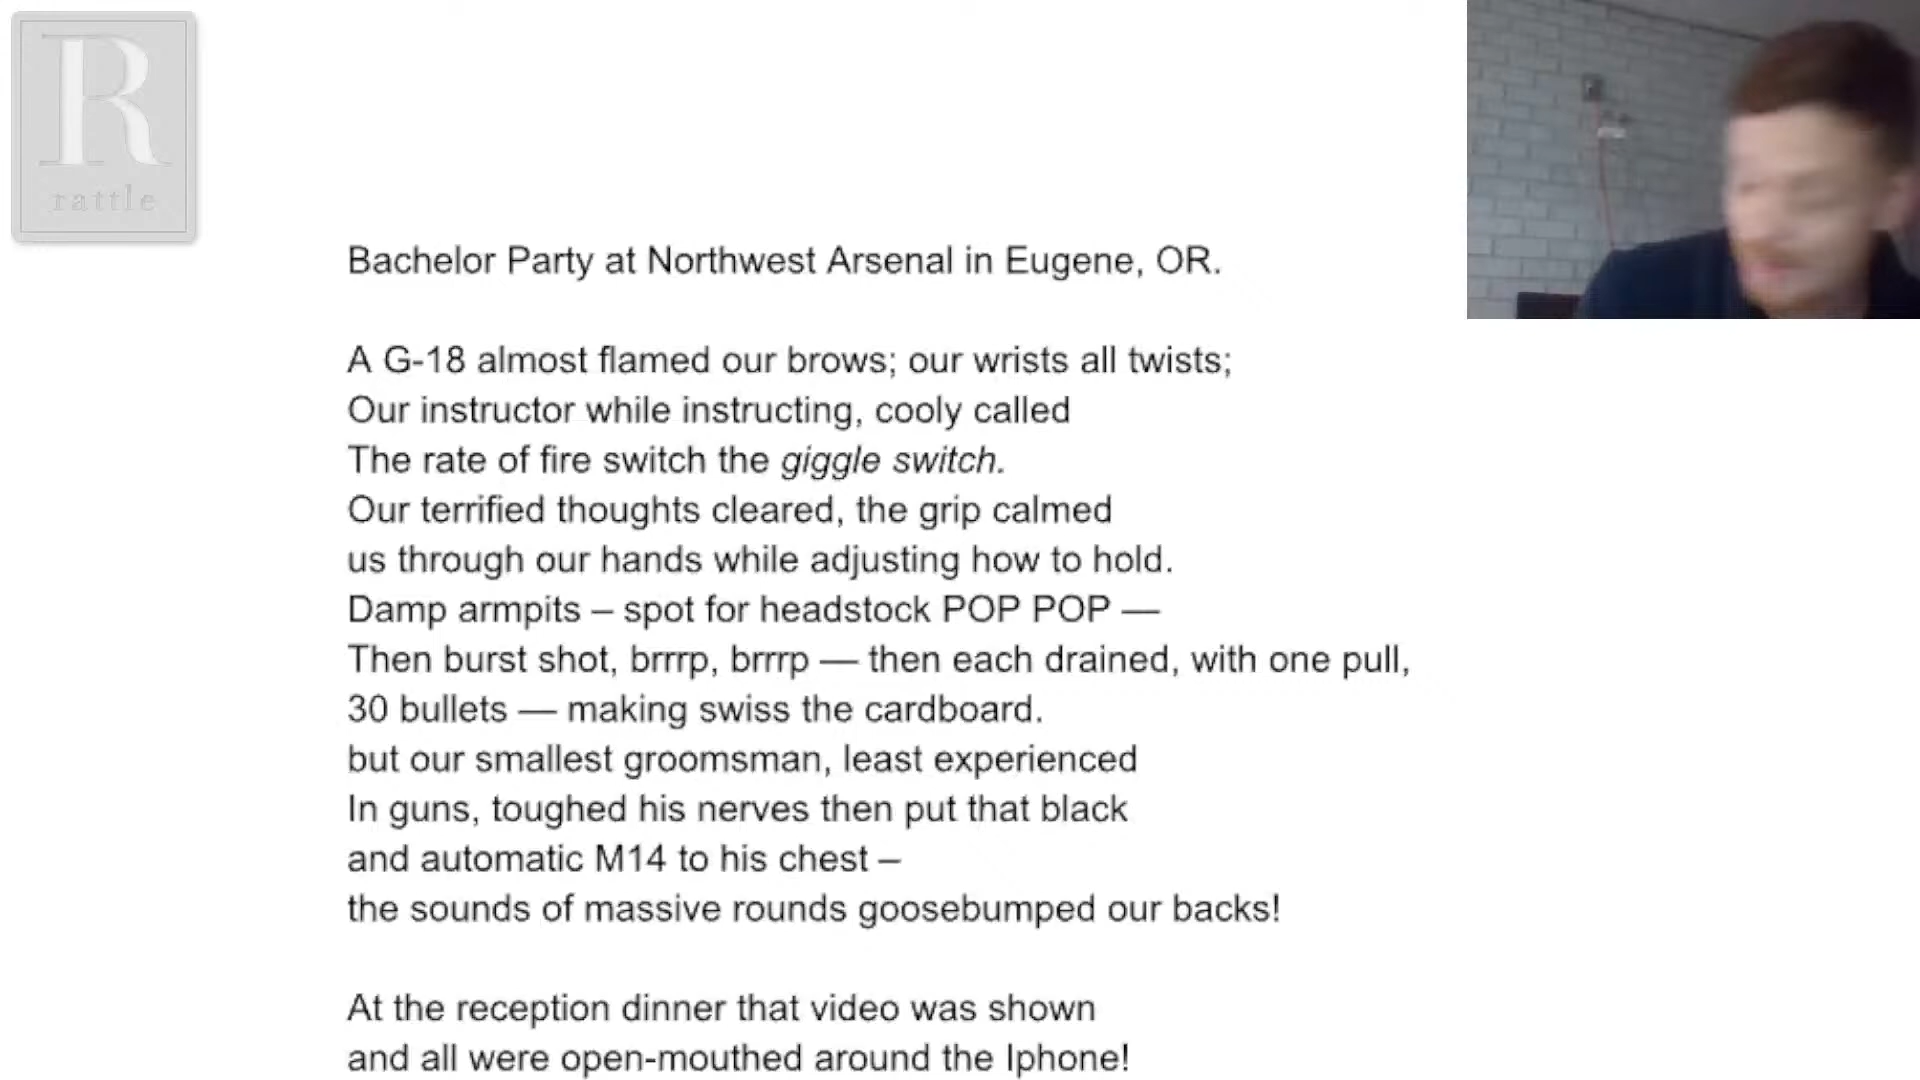 R
rattle
Bachelor Party at Northwest Arsenal in Eugene, OR.
A G-18 almost flamed our brows; our wrists all twists;
Our instructor while instructing, cooly called
The rate of fire switch the giggle switch.
Our terrified thoughts cleared, the grip calmed
us through our hands while adjusting how to hold.
Damp armpits – spot for headstock POP POP —
Then burst shot, brrrp, brrrp — then each drained, with one pull,
30 bullets — making swiss the cardboard.
but our smallest groomsman, least experienced
In guns, toughed his nerves then put that black
and automatic M14 to his chest –
the sounds of massive rounds goosebumped our backs!
At the reception dinner that video was shown
and all were open-mouthed around the Iphone!